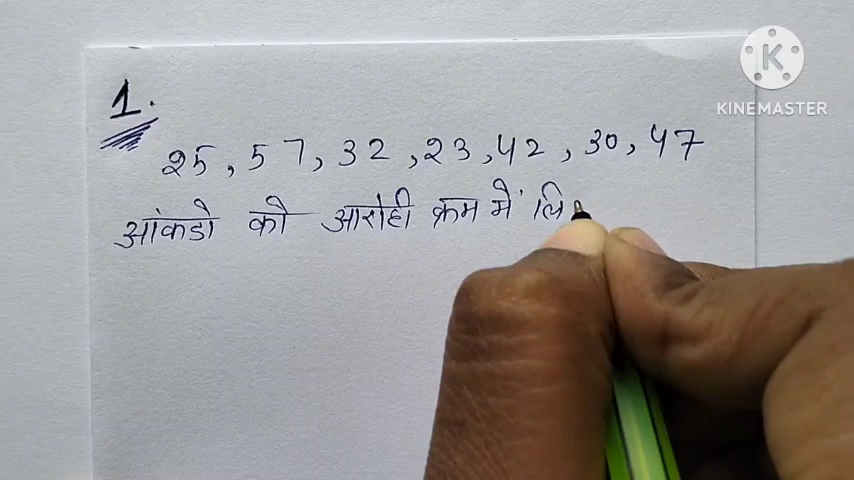 1.
K
KINEMASTER
25, 57, 32, 23, 42, 30, 47
आंकडो को आरोही क्रम में लि